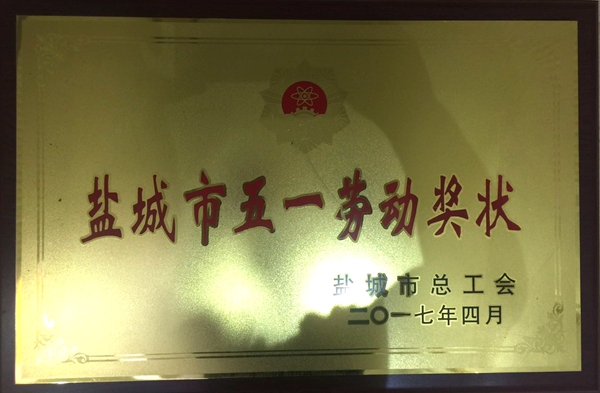 盐城市五一劳动奖状
盐城市总工会
二〇一七年四月